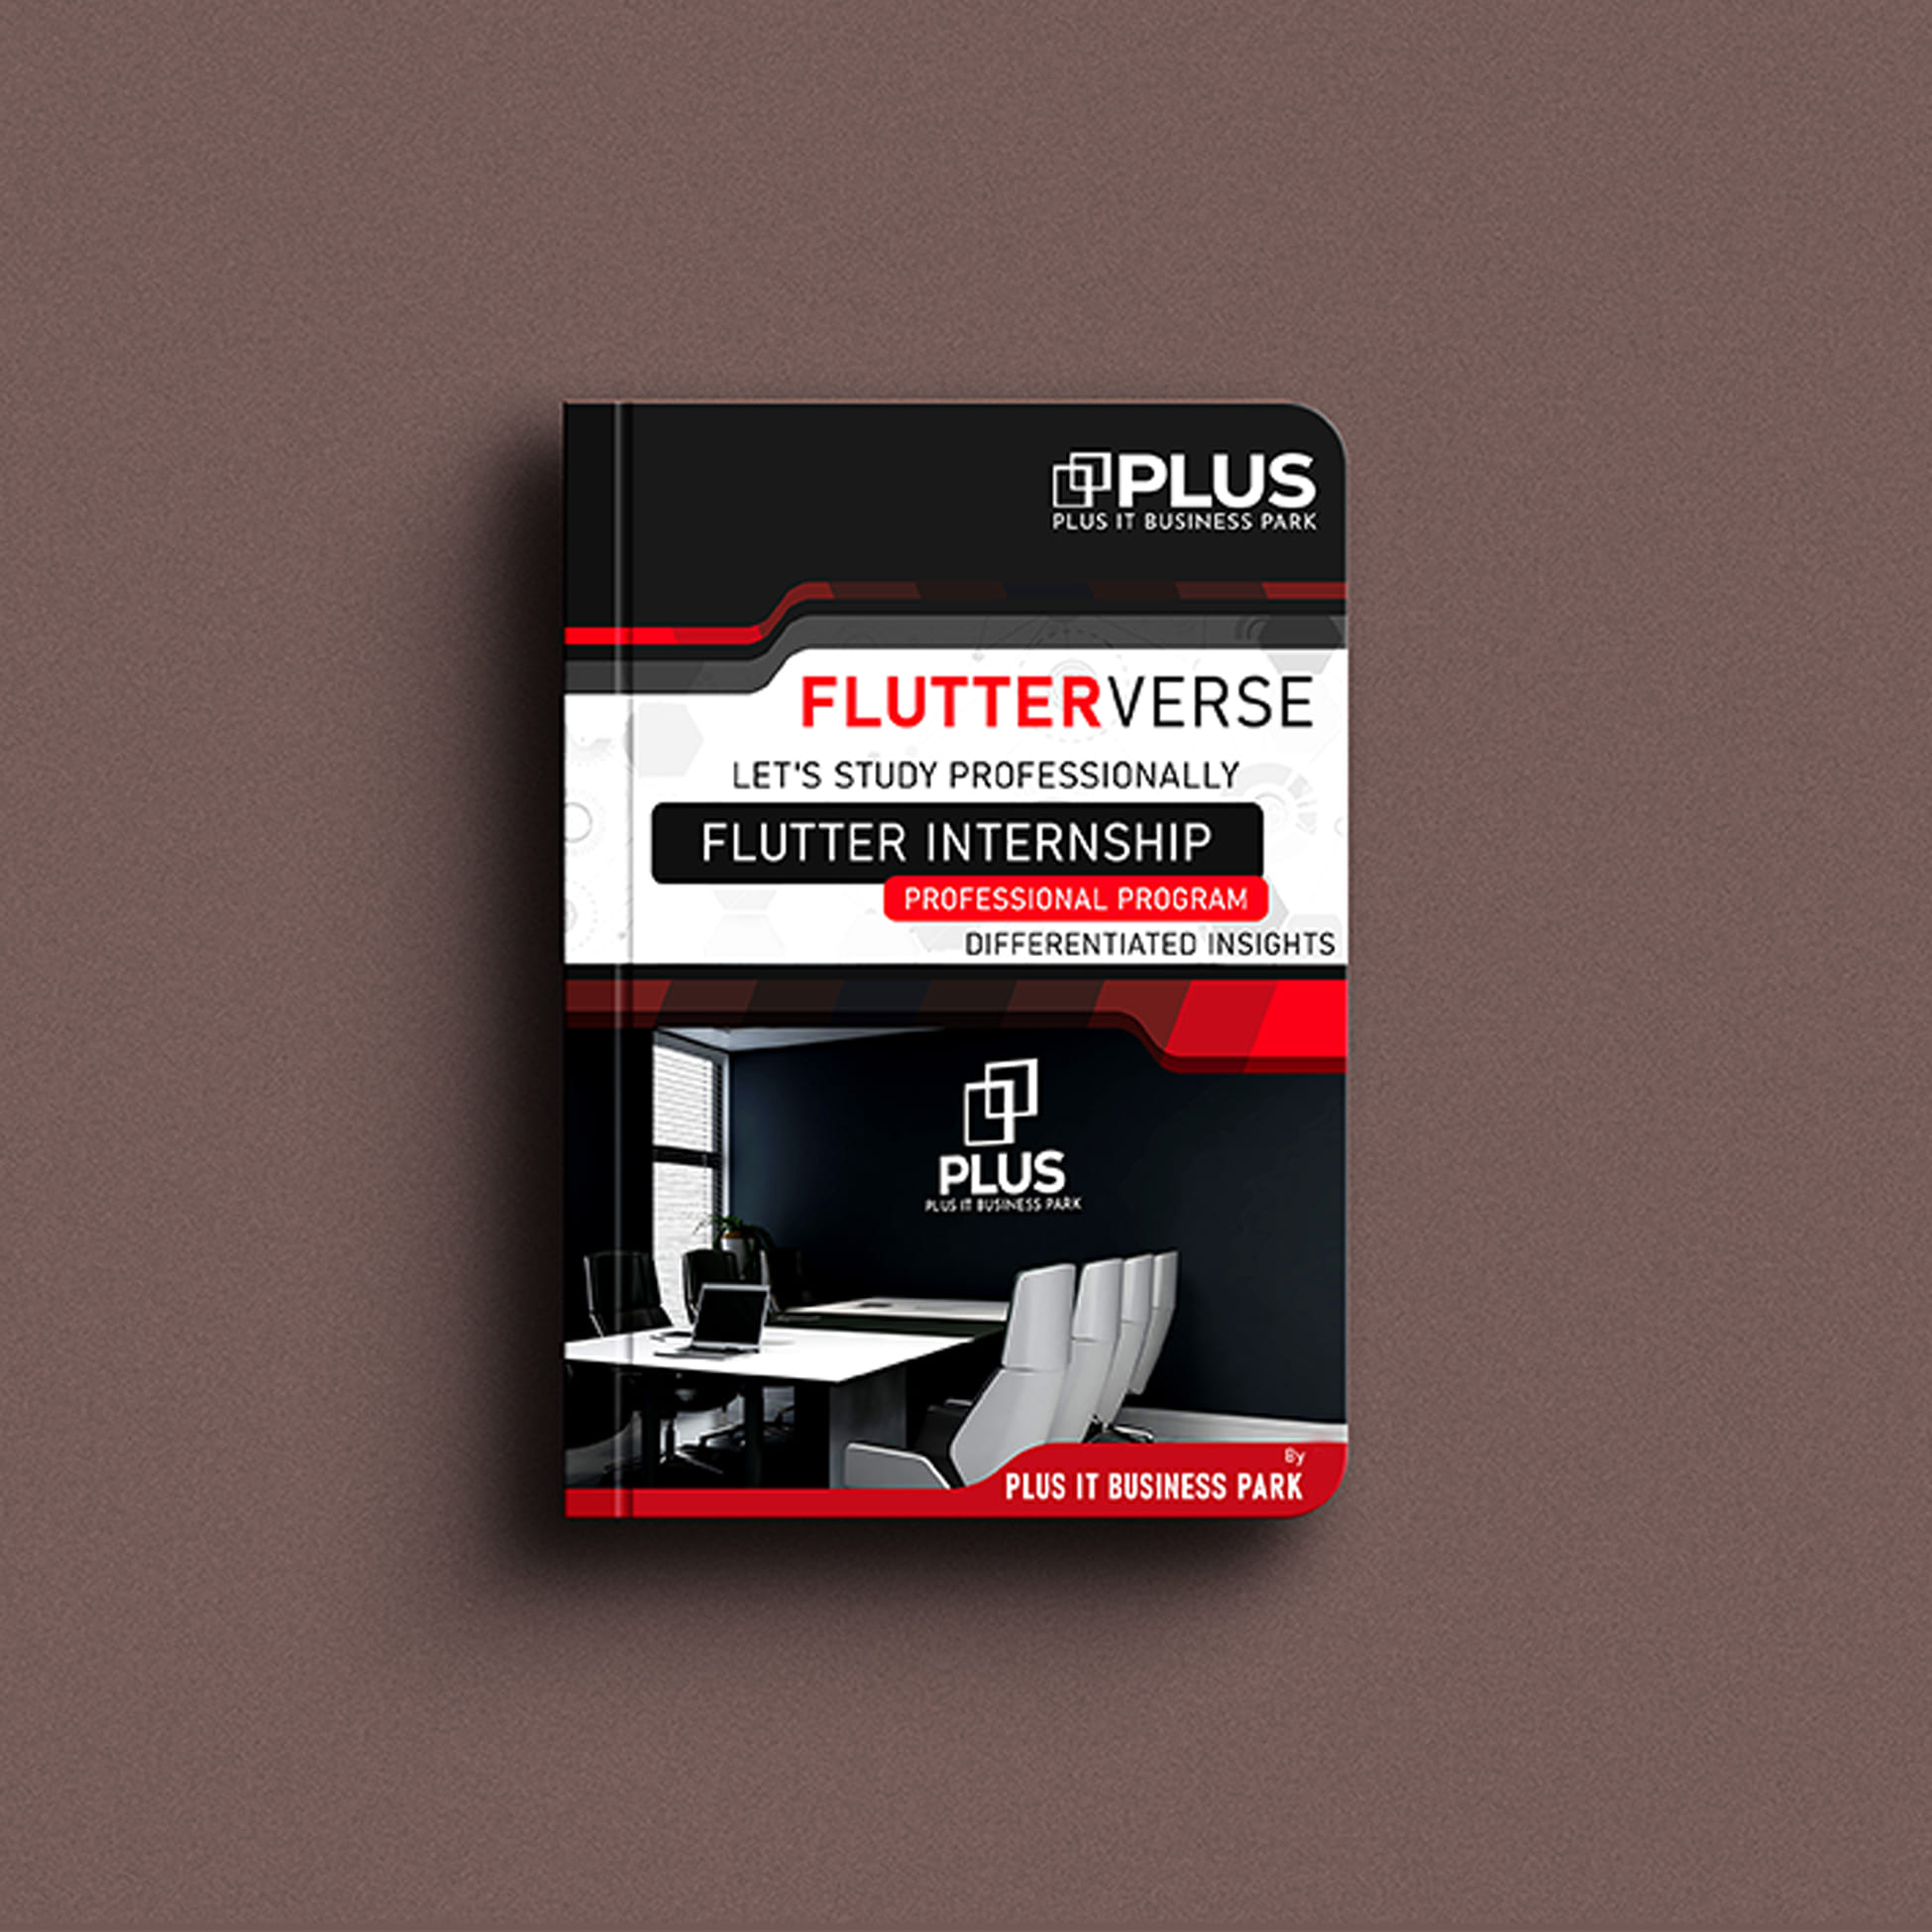 PLUS
PLUS IT BUSINESS PARK
FLUTTERVERSE
LET'S STUDY PROFESSIONALLY
FLUTTER INTERNSHIP
PROFESSIONAL PROGRAM
DIFFERENTIATED INSIGHTS
PLUS
PLUS IT BUSINESS PARK
By
PLUS IT BUSINESS PARK